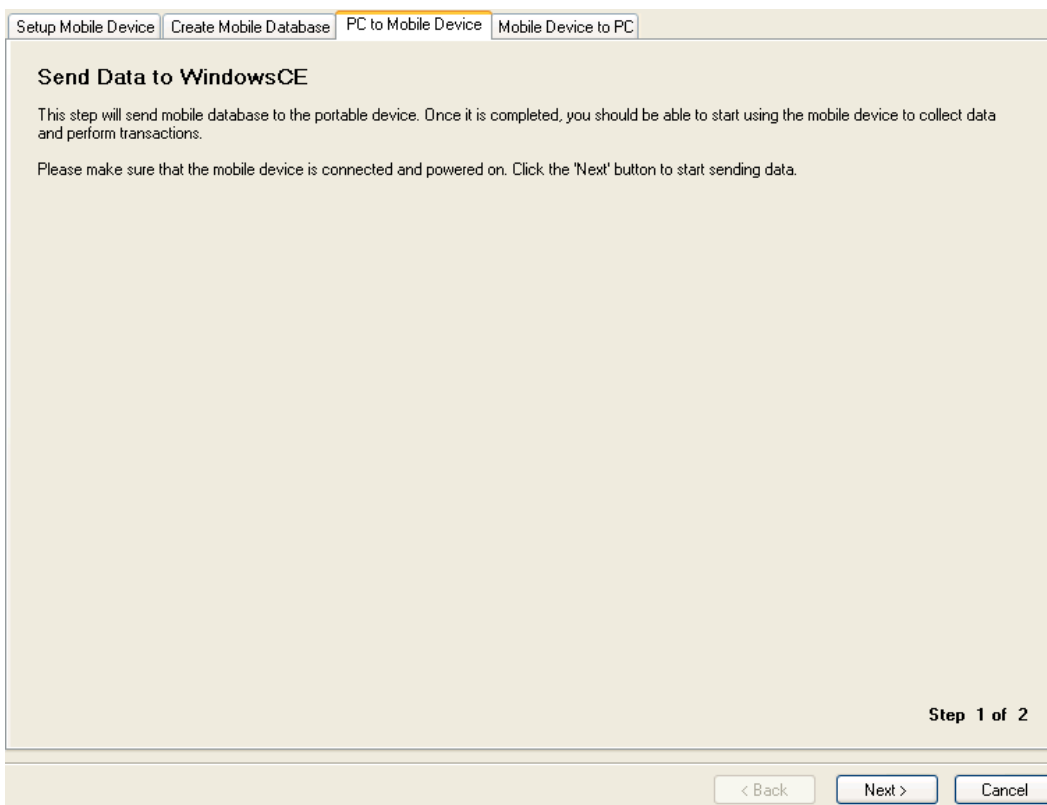 Setup Mobile Device
Create Mobile Database
PC to Mobile Device
Mobile Device to PC
Send Data to WindowsCE
This step will send mobile database to the portable device. Once it is completed, you should be able to start using the mobile device to collect data
and perform transactions.
Please make sure that the mobile device is connected and powered on. Click the 'Next' button to start sending data.
Step 1 of 2
< Back
Next >
Cancel